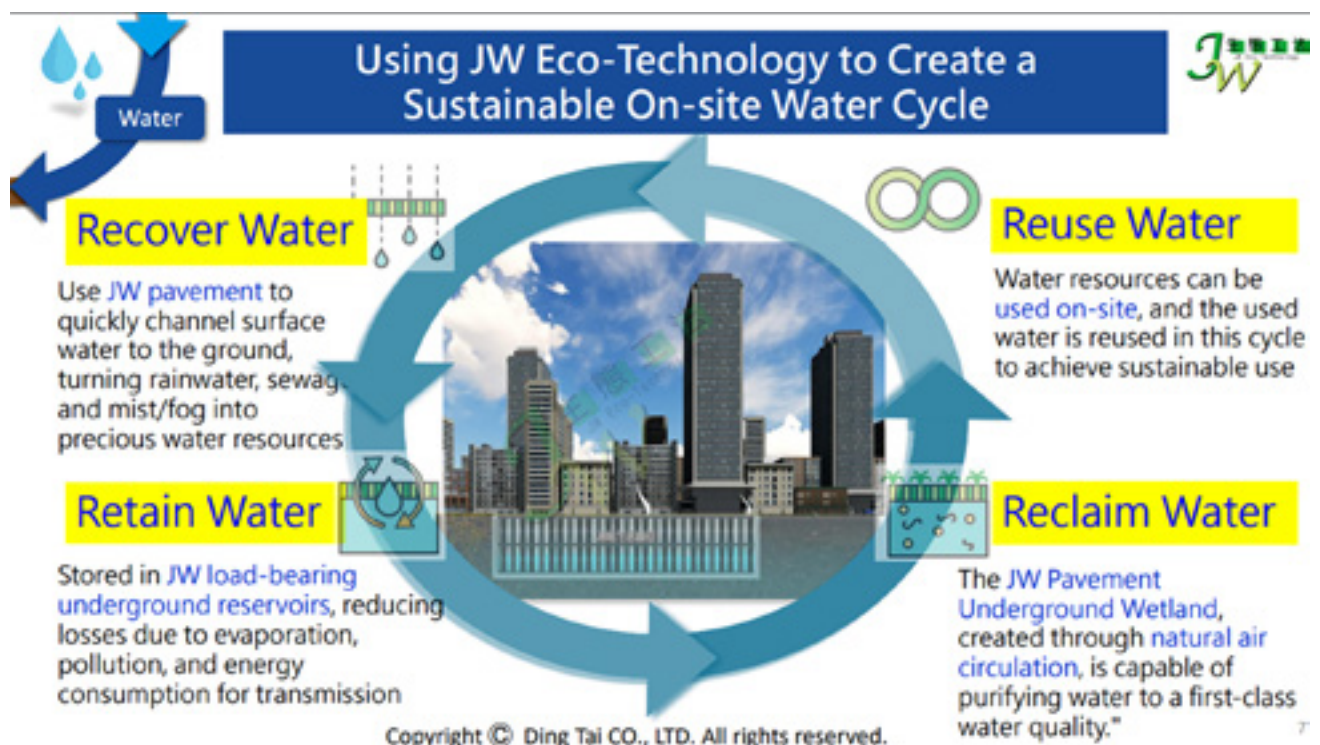 Water
Using JW Eco-Technology to Create a
Sustainable On-site Water Cycle
JW
Recover Water
Use JW pavement to
quickly channel surface
water to the ground,
turning rainwater, sewag
and mist/fog into
precious water resources
Retain Water
Stored in JW load-bearing
underground reservoirs, reducing
losses due to evaporation,
pollution, and energy
consumption for transmission
Reuse Water
Water resources can be
used on-site, and the used
water is reused in this cycle
to achieve sustainable use
Reclaim Water
The JW Pavement
Underground Wetland,
created through natural air
circulation, is capable of
purifying water to a first-class
water quality."
Copyright © Ding Tai CO., LTD. All rights reserved.